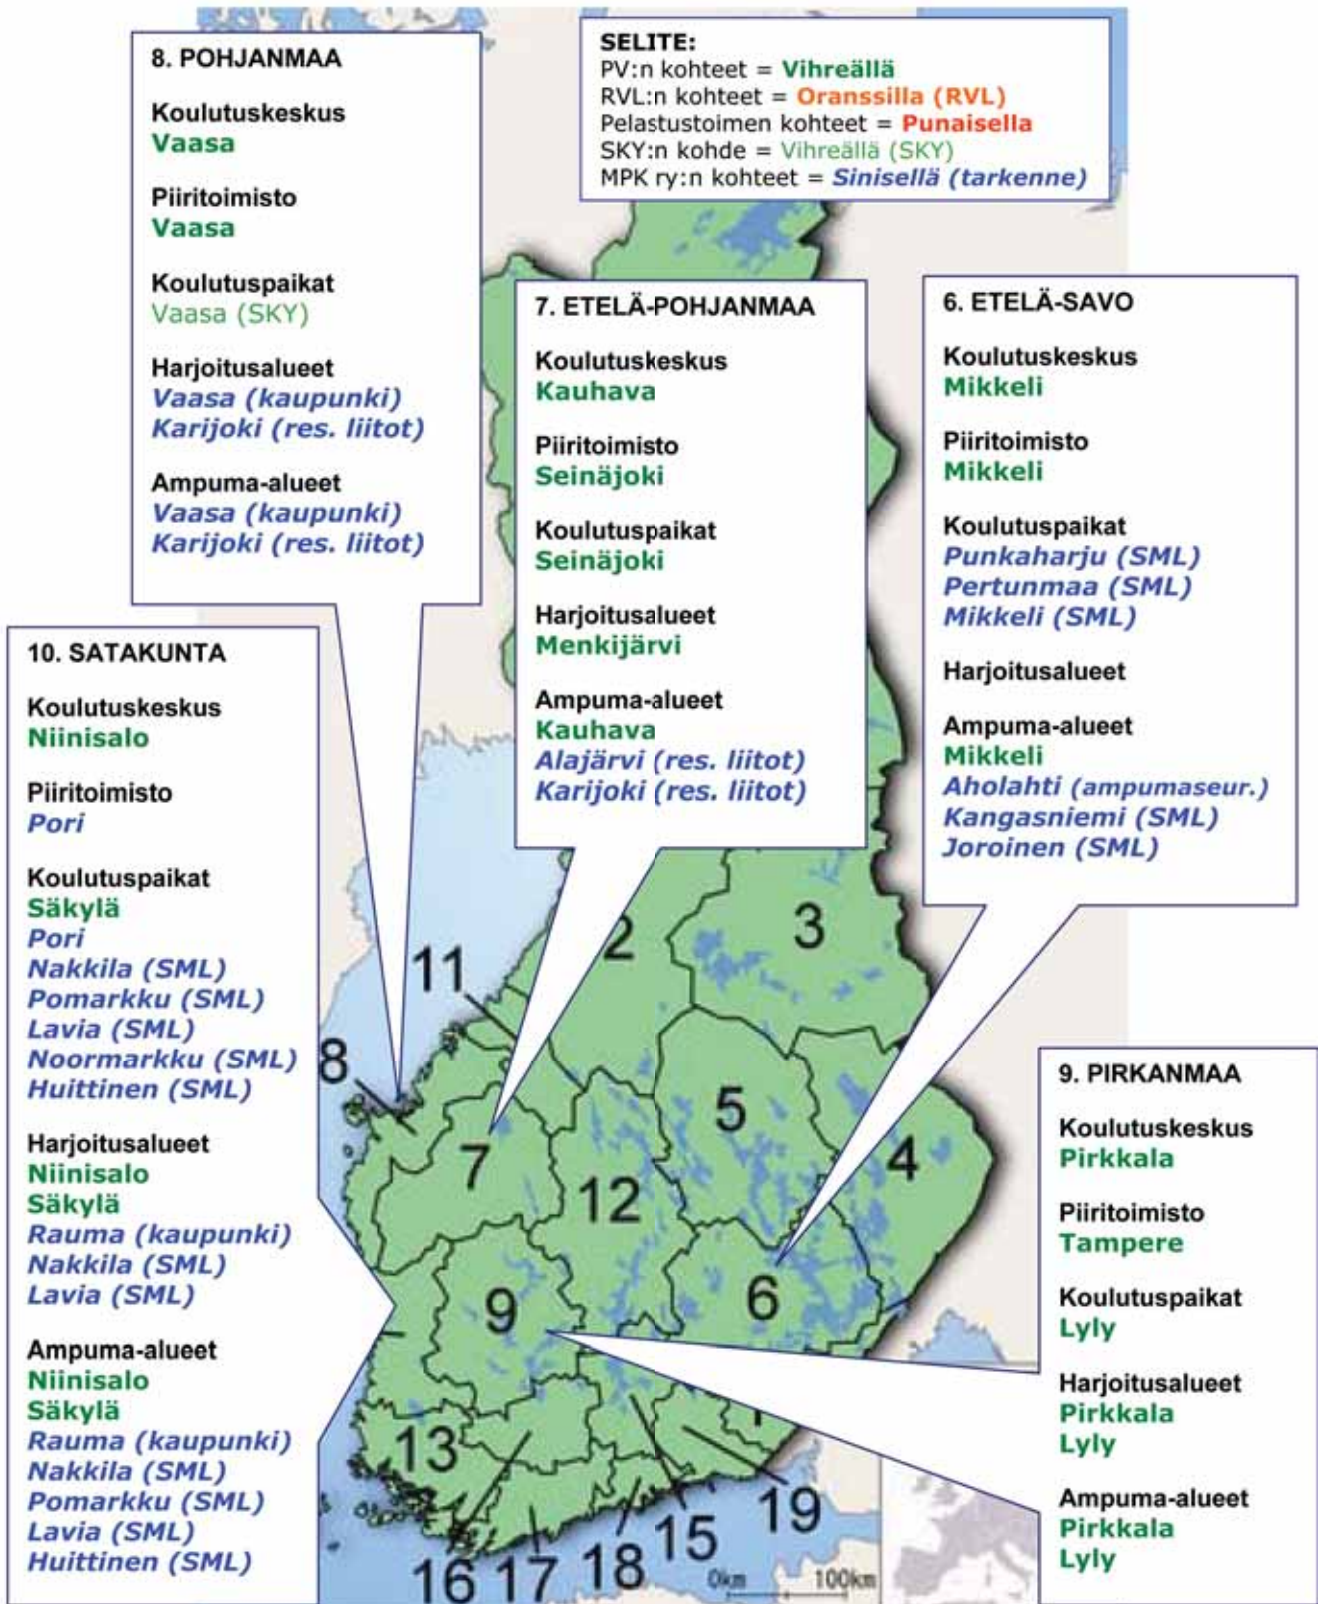 8. POHJANMAA
Koulutuskeskus
Vaasa
Piiritoimisto
Vaasa
Koulutuspaikat
Vaasa (SKY)
Harjoitusalueet
Vaasa (kaupunki)
Karijoki (res. liitot)
Ampuma-alueet
Vaasa (kaupunki)
Karijoki (res. liitot)
SELITE:
PV:n kohteet = Vihreällä
RVL:n kohteet = Oranssilla (RVL)
Pelastustoimen kohteet = Punaisella
SKY:n kohde = Vihreällä (SKY)
MPK ry:n kohteet = Sinisellä (tarkenne)
7. ETELÄ-POHJANMAA
Koulutuskeskus
Kauhava
Piiritoimisto
Seinäjoki
Koulutuspaikat
Seinäjoki
Harjoitusalueet
Menkijärvi
Ampuma-alueet
Kauhava
Alajärvi (res. liitot)
Karijoki (res. liitot)
6. ETELÄ-SAVO
Koulutuskeskus
Mikkeli
Piiritoimisto
Mikkeli
Koulutuspaikat
Punkaharju (SML)
Pertunmaa (SML)
Mikkeli (SML)
Harjoitusalueet
Ampuma-alueet
Mikkeli
Aholahti (ampumaseur.)
Kangasniemi (SML)
Joroinen (SML)
10. SATAKUNTA
Koulutuskeskus
Niinisalo
Piiritoimisto
Pori
Koulutuspaikat
Säkylä
Pori
Nakkila (SML)
Pomarkku (SML)
Lavia (SML)
Noormarkku (SML)
Huittinen (SML)
Harjoitusalueet
Niinisalo
Säkylä
Rauma (kaupunki)
Nakkila (SML)
Lavia (SML)
Ampuma-alueet
Niinisalo
Säkylä
Rauma (kaupunki)
Nakkila (SML)
Pomarkku (SML)
Lavia (SML)
Huittinen (SML)
9. PIRKANMAA
Koulutuskeskus
Pirkkala
Piiritoimisto
Tampere
Koulutuspaikat
Lyly
Harjoitusalueet
Pirkkala
Lyly
Ampuma-alueet
Pirkkala
Lyly
2
3
11
8
5
4
7
12
6
9
13
19
15
18
17
16
0km 100km